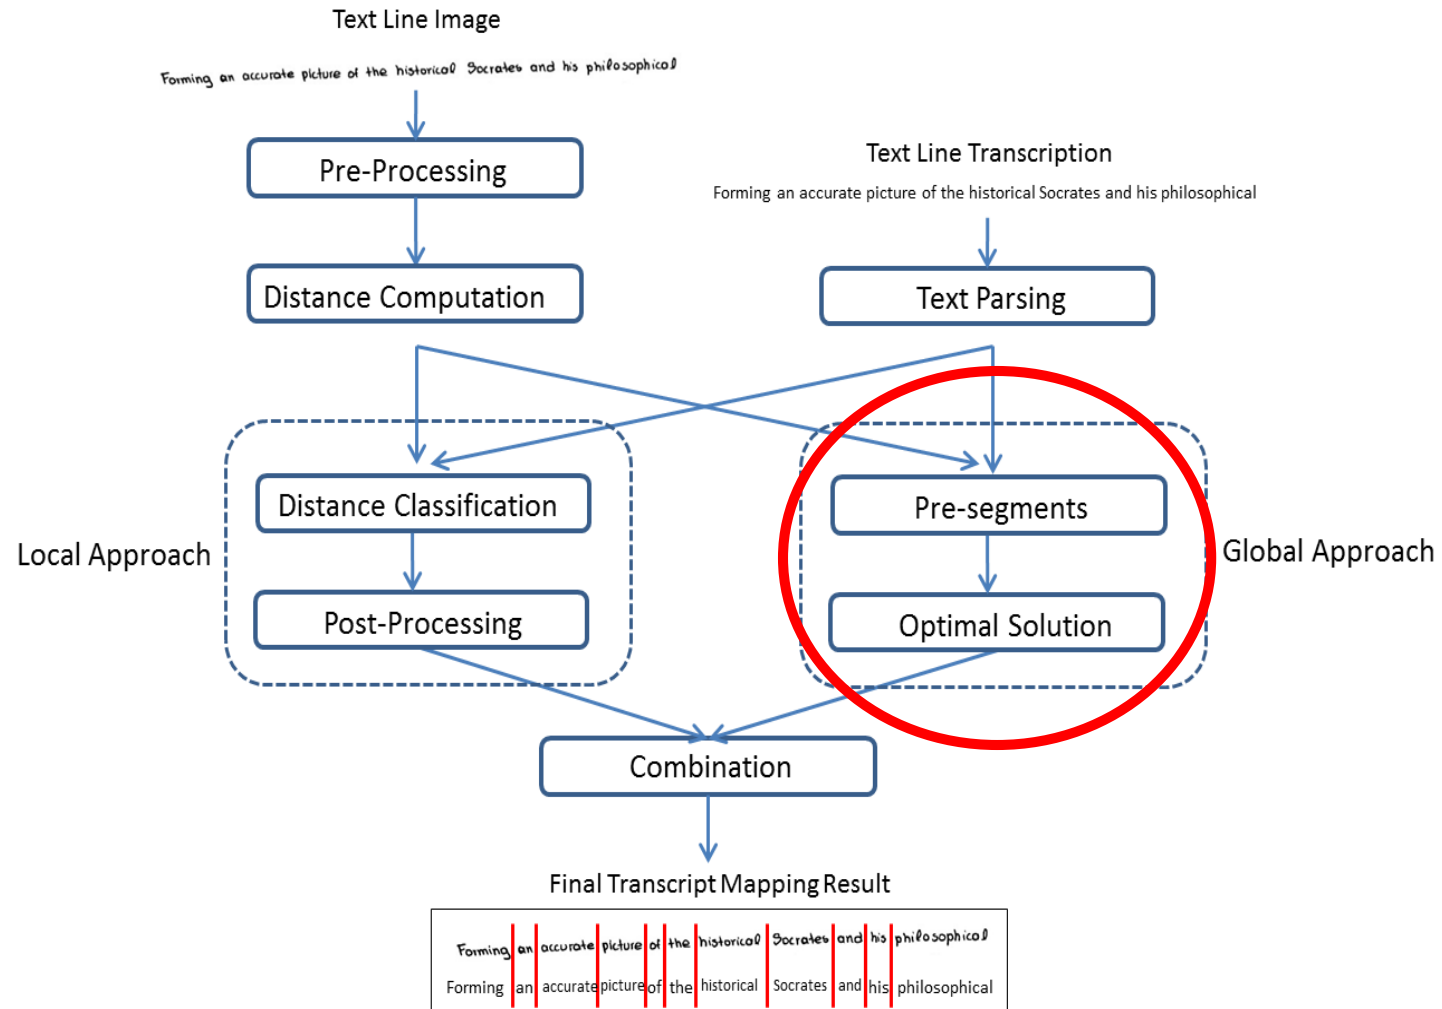 Text Line Image
Forming an accurate picture of the historical Socrates and his philosophical
Pre-Processing
Text Line Transcription
Forming an accurate picture of the historical Socrates and his philosophical
Distance Computation
Text Parsing
Local Approach
Distance Classification
Post-Processing
Pre-segments
Optimal Solution
Global Approach
Combination
Final Transcript Mapping Result
Forming an accurate picture of the historical Socrates and his philosophical
Forming an accurate picture of the historical Socrates and his philosophical